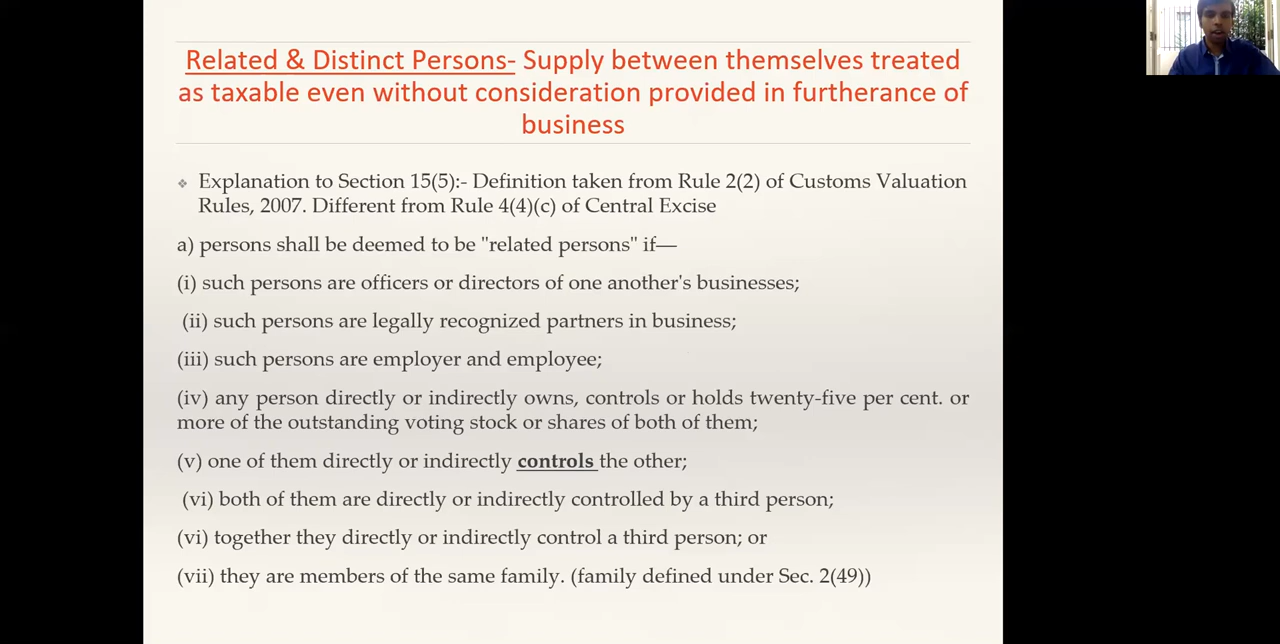 Related & Distinct Persons- Supply between themselves treated
as taxable even without consideration provided in furtherance of
business
❖ Explanation to Section 15(5):- Definition taken from Rule 2(2) of Customs Valuation
Rules, 2007. Different from Rule 4(4)(c) of Central Excise
a) persons shall be deemed to be "related persons" if—
(i) such persons are officers or directors of one another's businesses;
(ii) such persons are legally recognized partners in business;
(iii) such persons are employer and employee;
(iv) any person directly or indirectly owns, controls or holds twenty-five per cent. or
more of the outstanding voting stock or shares of both of them;
(v) one of them directly or indirectly controls the other;
(vi) both of them are directly or indirectly controlled by a third person;
(vi) together they directly or indirectly control a third person; or
(vii) they are members of the same family. (family defined under Sec. 2(49))